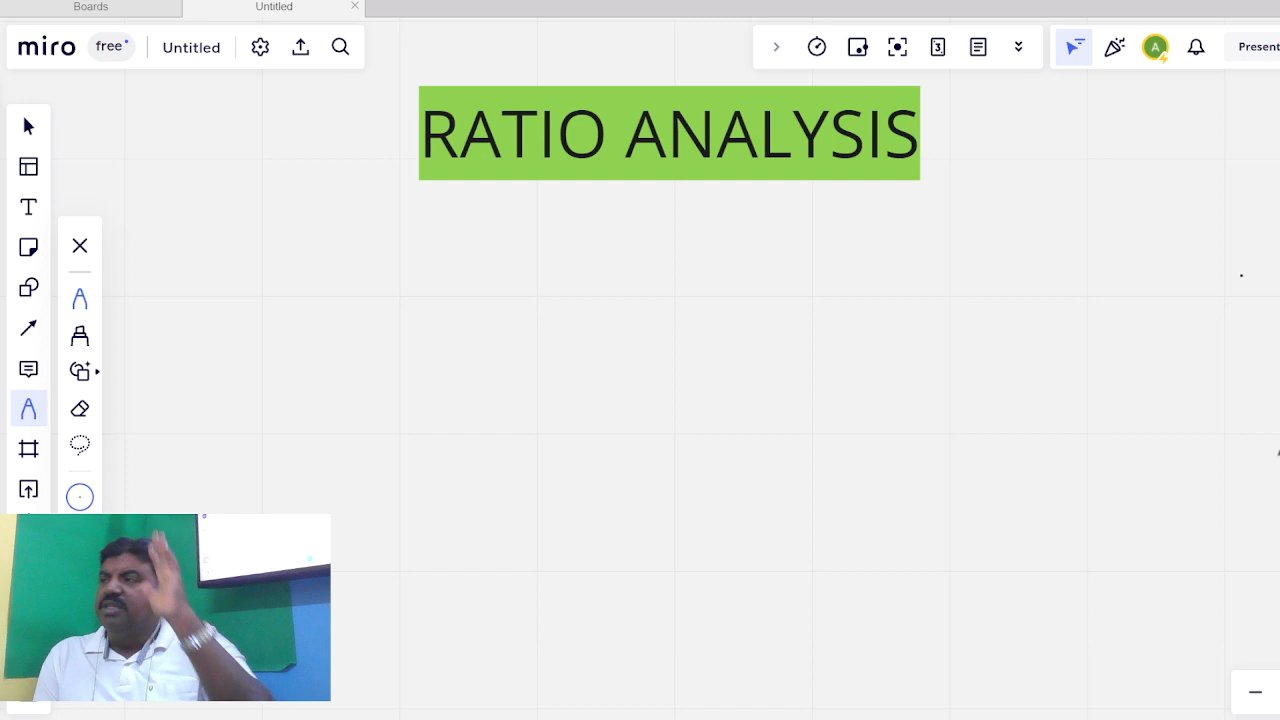 Boards
Untitled
miro
free
Untitled
3
A
Present
RATIO ANALYSIS